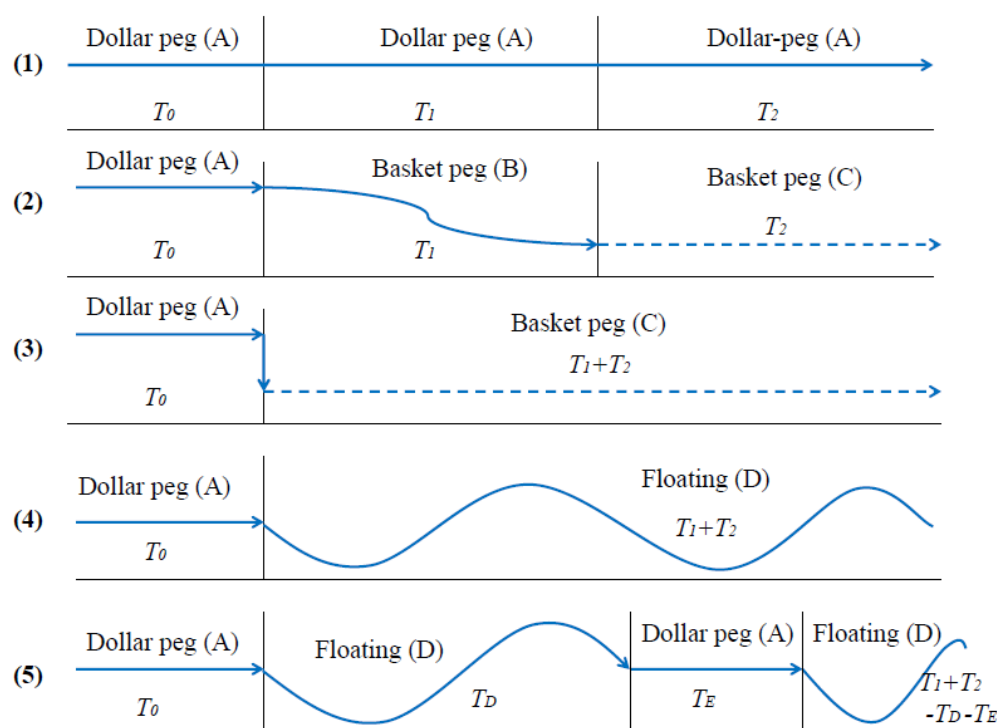 Dollar peg (A) Dollar peg (A) Dollar-peg (A)
(1)
T0 T1 T2
Dollar peg (A) Basket peg (B) Basket peg (C)
(2)
T0 T1 T2
Dollar peg (A) Basket peg (C)
(3)
T0 T1+T2
Dollar peg (A) Floating (D)
(4)
T0 T1+T2
Dollar peg (A) Floating (D) Dollar peg (A) Floating (D)
(5)
T0 TD TE T1+T2
-TD-TE